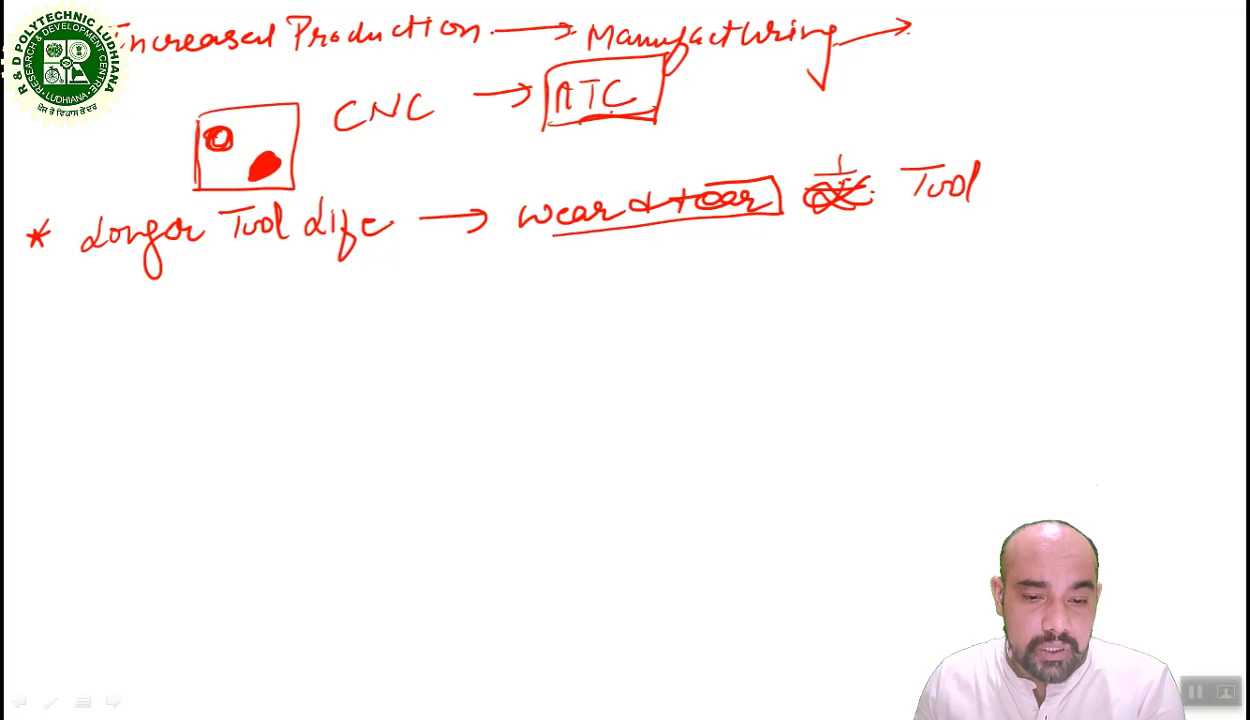 R & D POLYTECHNIC LUDHIANA
RESEARCH & DEVELOPMENT CENTRE
LUDHIANA
Increased Production → Manufacturing →
CNC → ATC
* Longer Tool Life → wear & tear Tool